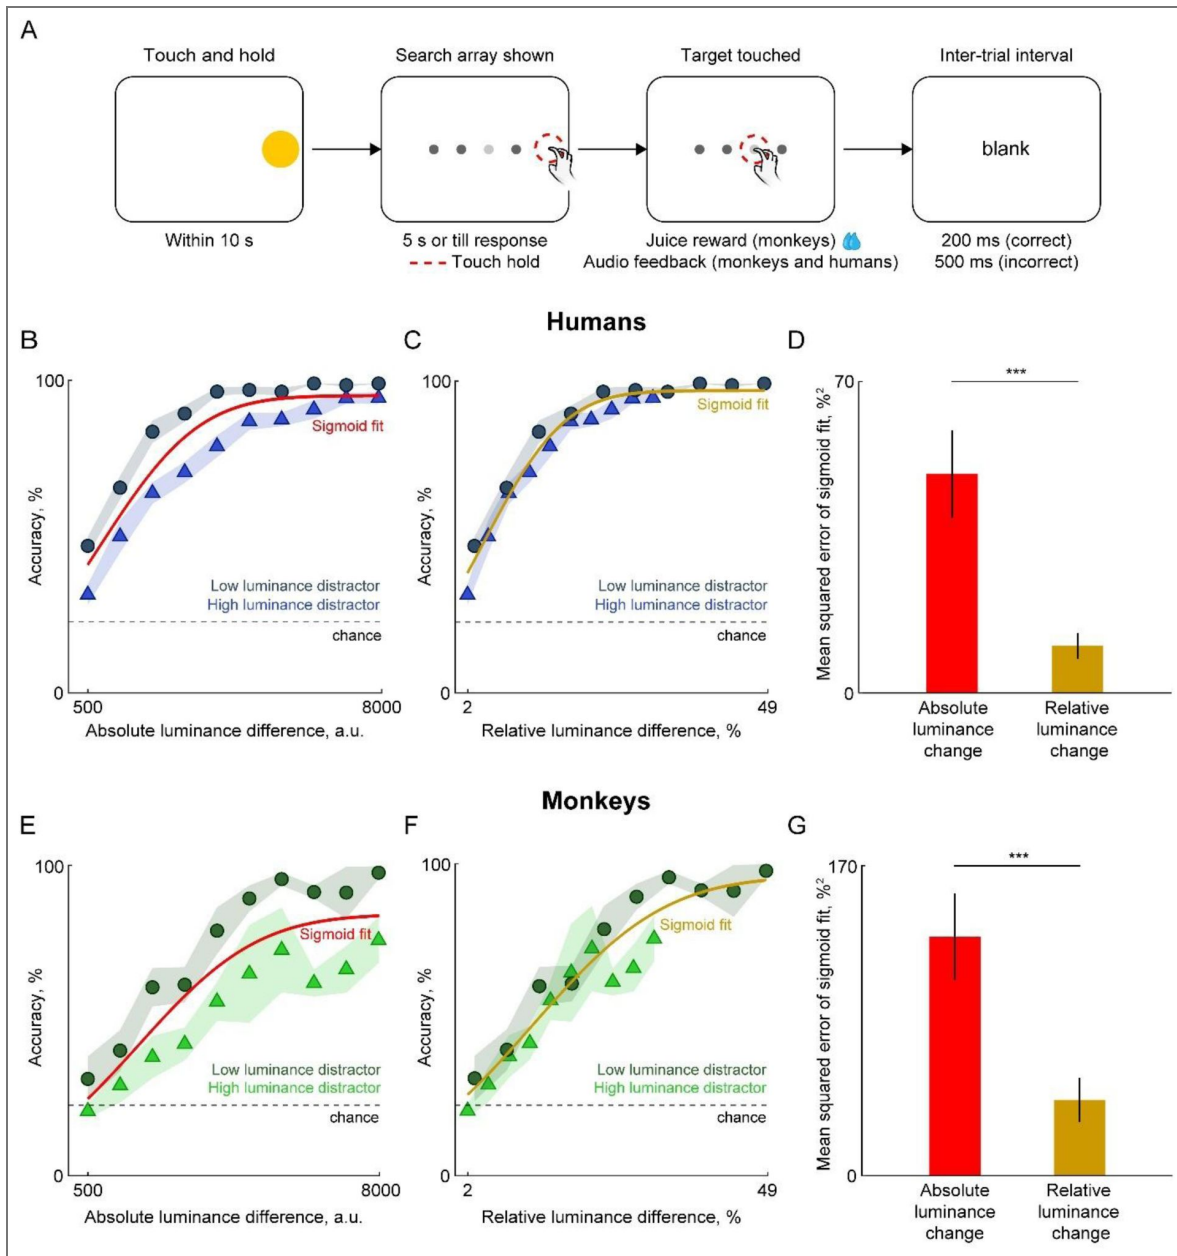 A
Touch and hold
Search array shown
Target touched
Inter-trial interval
blank
Within 10 s
5 s or till response
Touch hold
Juice reward (monkeys)
Audio feedback (monkeys and humans)
200 ms (correct)
500 ms (incorrect)
Humans
B
100
Accuracy, %
Sigmoid fit
Low luminance distractor
High luminance distractor
chance
0
500
8000
Absolute luminance difference, a.u.
C
100
Accuracy, %
Sigmoid fit
Low luminance distractor
High luminance distractor
chance
0
2
49
Relative luminance difference, %
D
70
***
Mean squared error of sigmoid fit, %²
0
Absolute
luminance
change
Relative
luminance
change
Monkeys
E
100
Accuracy, %
Sigmoid fit
Low luminance distractor
High luminance distractor
chance
0
500
8000
Absolute luminance difference, a.u.
F
100
Accuracy, %
Sigmoid fit
Low luminance distractor
High luminance distractor
chance
0
2
49
Relative luminance difference, %
G
170
***
Mean squared error of sigmoid fit, %²
0
Absolute
luminance
change
Relative
luminance
change